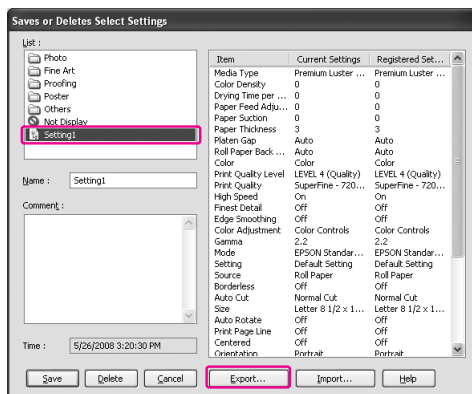 Saves or Deletes Select Settings
List :
Photo
Fine Art
Proofing
Poster
Others
Not Display
Setting1
Name : Setting1
Comment :
Time : 5/26/2008 3:20:30 PM
Item Current Settings Registered Set...
Media Type Premium Luster ... Premium Luster ...
Color Density 0 0
Drying Time per ... 0 0
Paper Feed Adju... 0 0
Paper Suction 0 0
Paper Thickness 3 3
Platen Gap Auto Auto
Roll Paper Back ... Auto Auto
Color Color Color
Print Quality Level LEVEL 4 (Quality) LEVEL 4 (Quality)
Print Quality SuperFine - 720... SuperFine - 720...
High Speed On On
Finest Detail Off Off
Edge Smoothing Off Off
Color Adjustment Color Controls Color Controls
Gamma 2.2 2.2
Mode EPSON Standar... EPSON Standar...
Setting Default Setting Default Setting
Source Roll Paper Roll Paper
Borderless Off Off
Auto Cut Normal Cut Normal Cut
Size Letter 8 1/2 x 1... Letter 8 1/2 x 1...
Auto Rotate Off Off
Print Page Line Off Off
Centered Off Off
Orientation Portrait Portrait
Save Delete Cancel Export... Import... Help